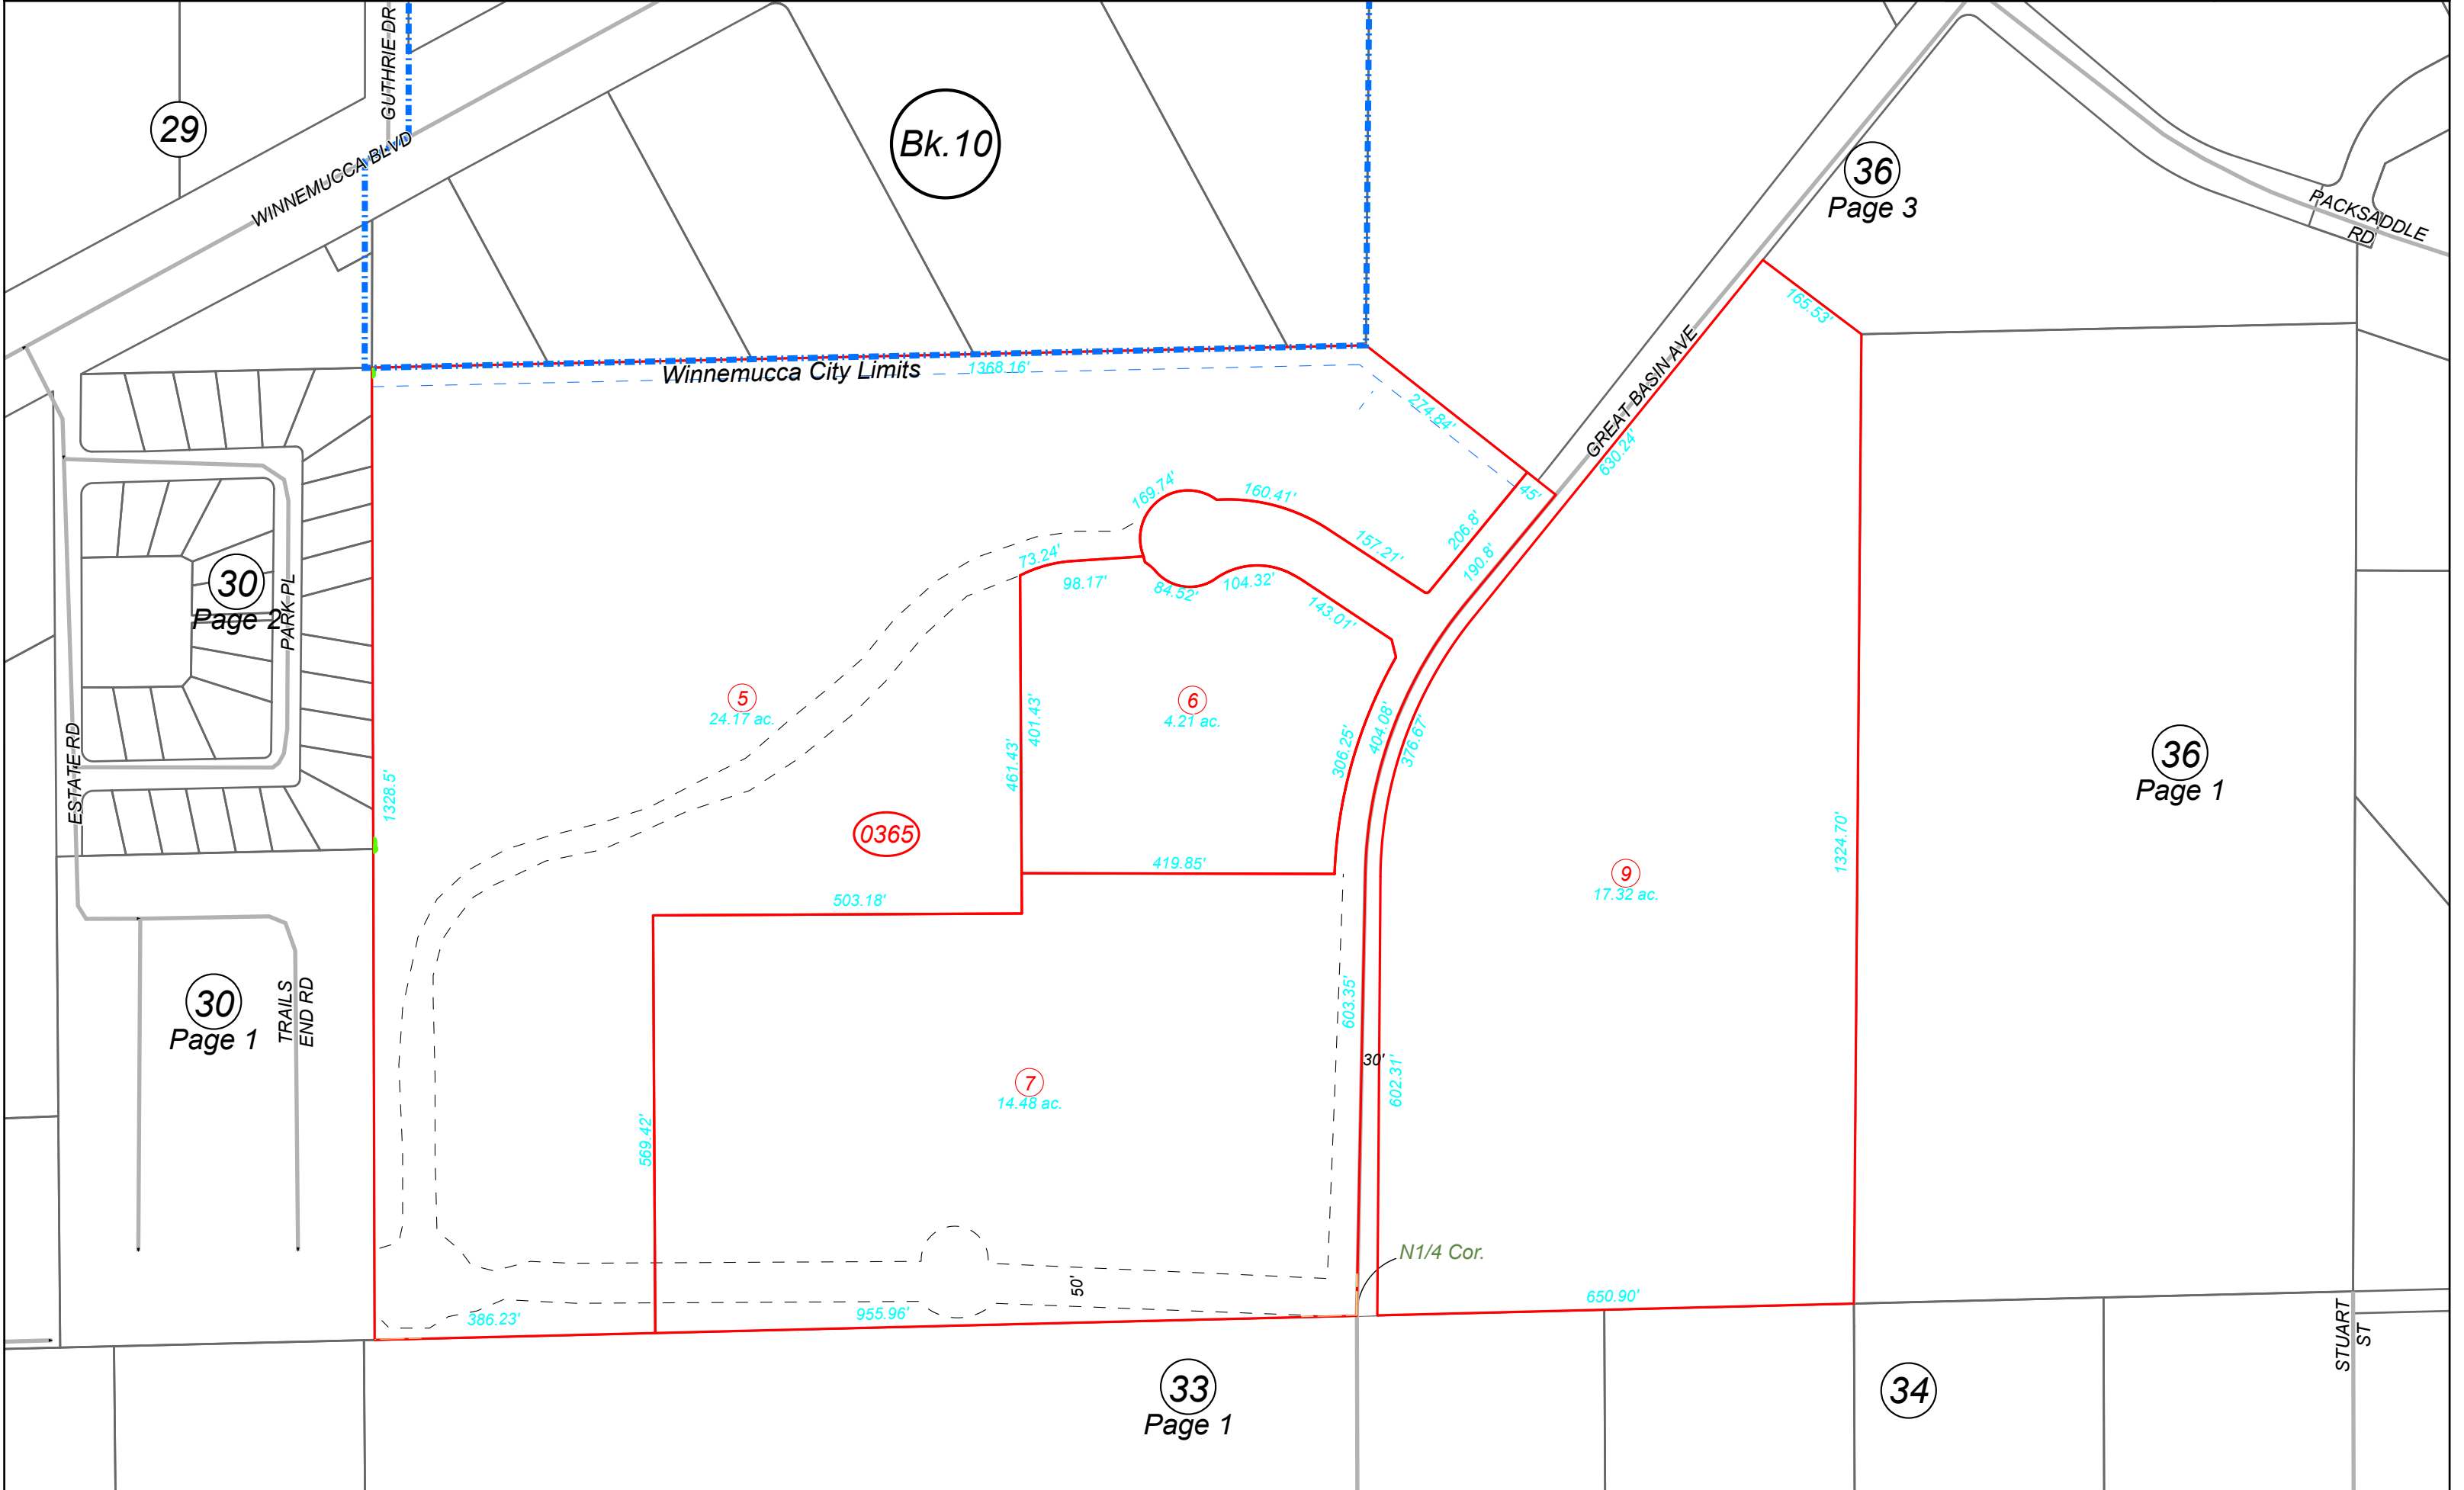 GUTHRIE DR
29
WINNEMUCCA BLVD
Bk.10
36
Page 3
PACKSADDLE
RD
165.53'
Winnemucca City Limits
1368.16'
274.84'
GREAT BASIN AVE
630.24'
45'
169.74'
160.41'
206.8'
157.21'
190.8'
73.24'
98.17'
84.52'
104.32'
143.01'
30
Page 2
PARK PL
5
24.17 ac.
6
4.21 ac.
401.43'
461.43'
306.25'
404.08'
376.67'
ESTATE RD
1328.5'
0365
419.85'
503.18'
9
17.32 ac.
1324.70'
36
Page 1
30
Page 1
TRAILS
END RD
603.35'
30'
602.31'
7
14.48 ac.
569.42'
N1/4 Cor.
50'
386.23'
955.96'
650.90'
STUART
ST
33
Page 1
34